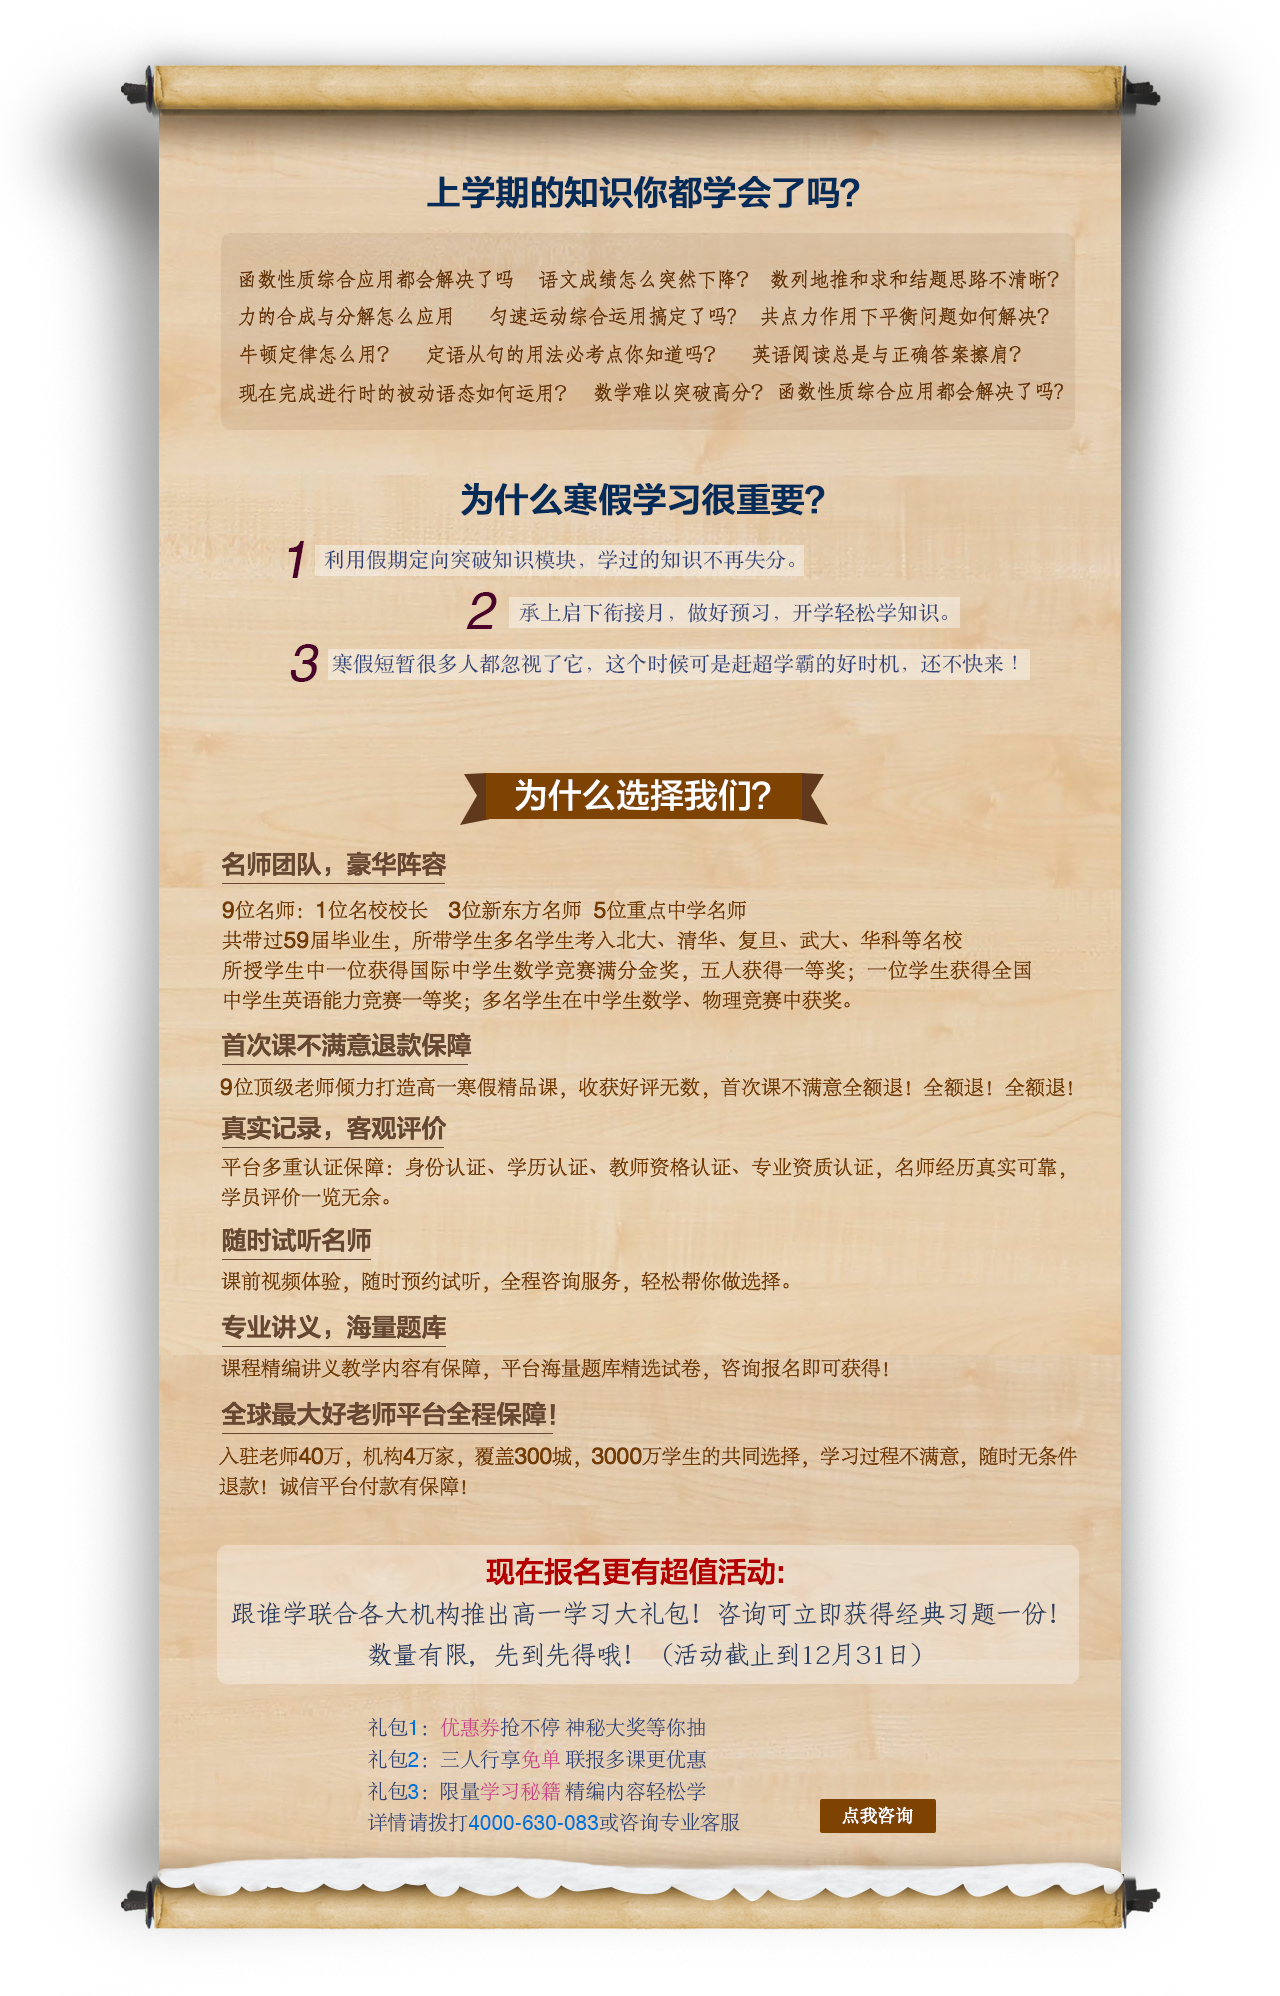 上学期的知识你都学会了吗?
函数性质综合应用都会解决了吗 语文成绩怎么突然下降? 数列地推和求和结题思路不清晰?
力的合成与分解怎么应用 匀速运动综合运用搞定了吗? 共点力作用下平衡问题如何解决?
牛顿定律怎么用? 定语从句的用法必考点你知道吗? 英语阅读总是与正确答案擦肩?
现在完成进行时的被动语态如何运用? 数学难以突破高分? 函数性质综合应用都会解决了吗?
为什么寒假学习很重要?
1 利用假期定向突破知识模块，学过的知识不再失分。
2 承上启下衔接月，做好预习，开学轻松学知识。
3 寒假短暂很多人都忽视了它，这个时候可是赶超学霸的好时机，还不快来！
为什么选择我们?
名师团队，豪华阵容
9位名师：1位名校校长 3位新东方名师 5位重点中学名师
共带过59届毕业生，所带学生多名学生考入北大、清华、复旦、武大、华科等名校
所授学生中一位获得国际中学生数学竞赛满分金奖，五人获得一等奖；一位学生获得全国
中学生英语能力竞赛一等奖；多名学生在中学生数学、物理竞赛中获奖。
首次课不满意退款保障
9位顶级老师倾力打造高一寒假精品课，收获好评无数，首次课不满意全额退！全额退！全额退！
真实记录，客观评价
平台多重认证保障：身份认证、学历认证、教师资格认证、专业资质认证，名师经历真实可靠，
学员评价一览无余。
随时试听名师
课前视频体验，随时预约试听，全程咨询服务，轻松帮你做选择。
专业讲义，海量题库
课程精编讲义教学内容有保障，平台海量题库精选试卷，咨询报名即可获得！
全球最大好老师平台全程保障！
入驻老师40万，机构4万家，覆盖300城，3000万学生的共同选择，学习过程不满意，随时无条件
退款！诚信平台付款有保障！
现在报名更有超值活动:
跟谁学联合各大机构推出高一学习大礼包！咨询可立即获得经典习题一份！
数量有限，先到先得哦！（活动截止到12月31日）
礼包1：优惠券抢不停 神秘大奖等你抽
礼包2：三人行享免单 联报多课更优惠
礼包3：限量学习秘籍 精编内容轻松学
详情请拨打4000-630-083或咨询专业客服
点我咨询